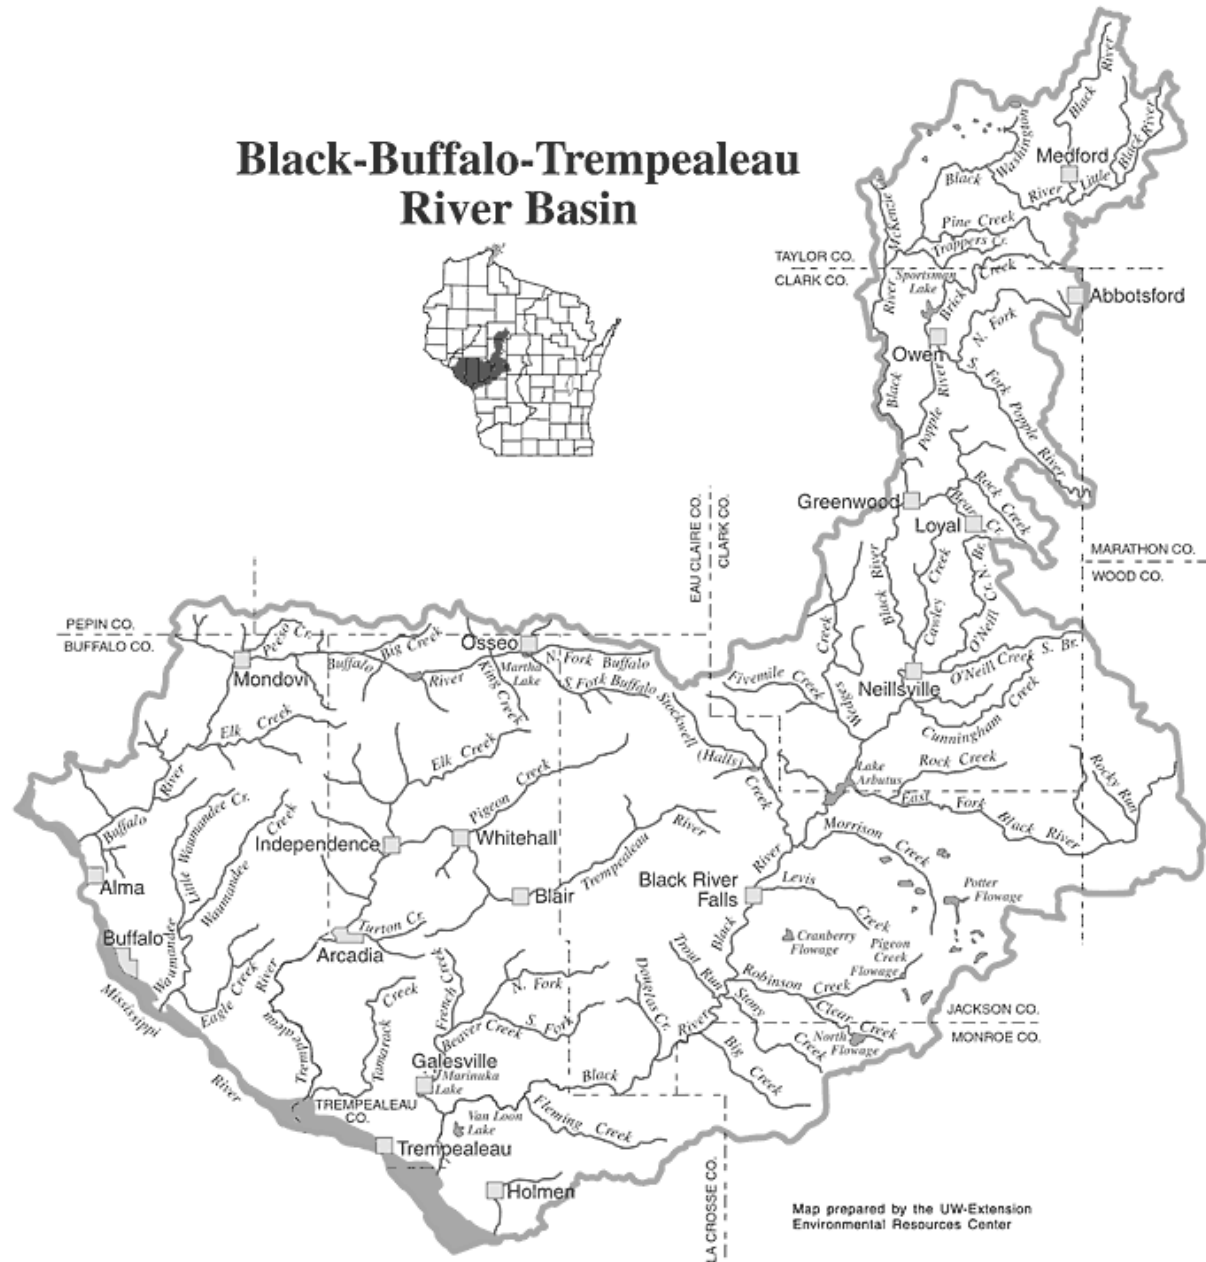 Black-Buffalo-Trempealeau
River Basin
Black
River
Washington
Medford
Black
River
Little
Black River
McKenzie
Pine Creek
Trappers Cr.
TAYLOR CO.
CLARK CO.
River
Sportsman
Lake
Brick
Creek
Abbotsford
N. Fork
Owen
S. Fork Popple River
Black
Popple
River
Greenwood
Bear
Cr.
Rock Creek
Loyal
EAU CLAIRE CO.
CLARK CO.
MARATHON CO.
WOOD CO.
Black River
Cawley
Creek
O'Neill Cr. N. Br.
PEPIN CO.
BUFFALO CO.
Peeso Cr.
Big Creek
Osseo
N. Fork Buffalo
Mondovi
Buffalo
River
King Creek
Martha
Lake
S. Fork Buffalo
Stockwell
(Halls)
Creek
Fivemile
Creek
Creek
Wedges
Neillsville
O'Neill Creek S. Br.
Cunningham Creek
Elk Creek
Elk Creek
River
Buffalo
Lake
Arbutus
Rock Creek
East Fork
Black River
Rocky Run
Little Waumandee Cr.
Waumandee
Creek
Independence
Pigeon Creek
Whitehall
Trempealeau
River
Blair
Morrison
Creek
River
Black River
Falls
Levis
Creek
Potter
Flowage
Alma
Buffalo
Waumandee
Turton Cr.
Arcadia
Black
Cranberry
Flowage
Pigeon
Creek
Flowage
Mississippi
River
Eagle Creek
River
Trempealeau
Tamarack Creek
French Creek
N. Fork
Beaver Creek
S. Fork
Douglas Cr.
Trout Run
River
Stony
Creek
Robinson Creek
Clear Creek
North
Flowage
JACKSON CO.
MONROE CO.
Big
Creek
Galesville
Marinuka
Lake
Black
TREMPEALEAU
CO.
Van Loon
Lake
Fleming Creek
Trempealeau
Holmen
LA CROSSE CO.
Map prepared by the UW-Extension
Environmental Resources Center